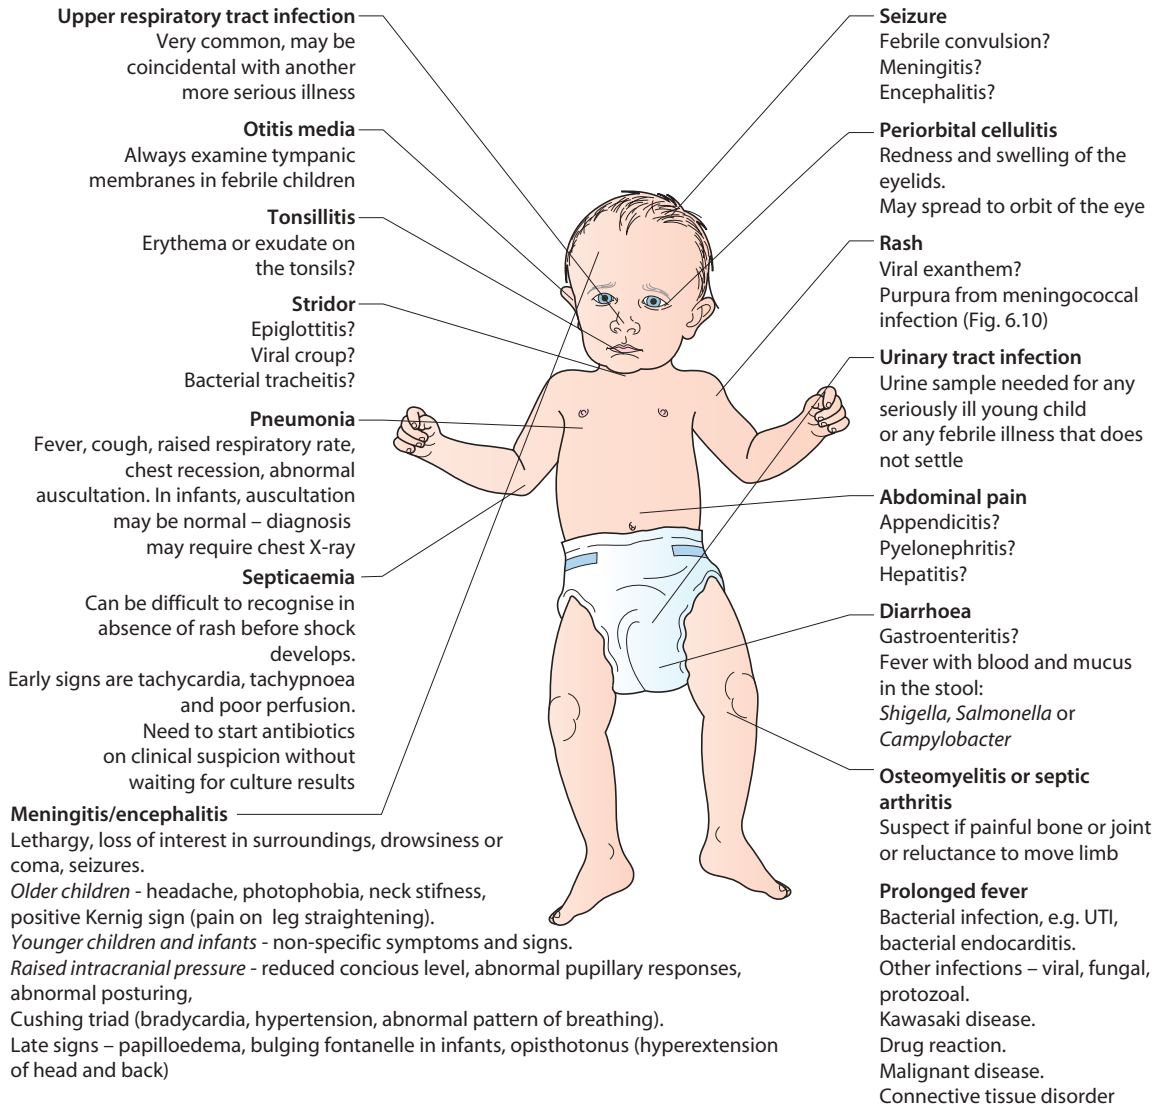 Upper respiratory tract infection
Very common, may be
coincidental with another
more serious illness
Otitis media
Always examine tympanic
membranes in febrile children
Tonsillitis
Erythema or exudate on
the tonsils?
Stridor
Epiglottitis?
Viral croup?
Bacterial tracheitis?
Pneumonia
Fever, cough, raised respiratory rate,
chest recession, abnormal
auscultation. In infants, auscultation
may be normal – diagnosis
may require chest X-ray
Septicaemia
Can be difficult to recognise in
absence of rash before shock
develops.
Early signs are tachycardia, tachypnoea
and poor perfusion.
Need to start antibiotics
on clinical suspicion without
waiting for culture results
Meningitis/encephalitis
Lethargy, loss of interest in surroundings, drowsiness or
coma, seizures.
Older children - headache, photophobia, neck stifness,
positive Kernig sign (pain on leg straightening).
Younger children and infants - non-specific symptoms and signs.
Raised intracranial pressure - reduced concious level, abnormal pupillary responses,
abnormal posturing,
Cushing triad (bradycardia, hypertension, abnormal pattern of breathing).
Late signs – papilloedema, bulging fontanelle in infants, opisthotonus (hyperextension
of head and back)
Seizure
Febrile convulsion?
Meningitis?
Encephalitis?
Periorbital cellulitis
Redness and swelling of the
eyelids.
May spread to orbit of the eye
Rash
Viral exanthem?
Purpura from meningococcal
infection (Fig. 6.10)
Urinary tract infection
Urine sample needed for any
seriously ill young child
or any febrile illness that does
not settle
Abdominal pain
Appendicitis?
Pyelonephritis?
Hepatitis?
Diarrhoea
Gastroenteritis?
Fever with blood and mucus
in the stool:
Shigella, Salmonella or
Campylobacter
Osteomyelitis or septic
arthritis
Suspect if painful bone or joint
or reluctance to move limb
Prolonged fever
Bacterial infection, e.g. UTI,
bacterial endocarditis.
Other infections – viral, fungal,
protozoal.
Kawasaki disease.
Drug reaction.
Malignant disease.
Connective tissue disorder